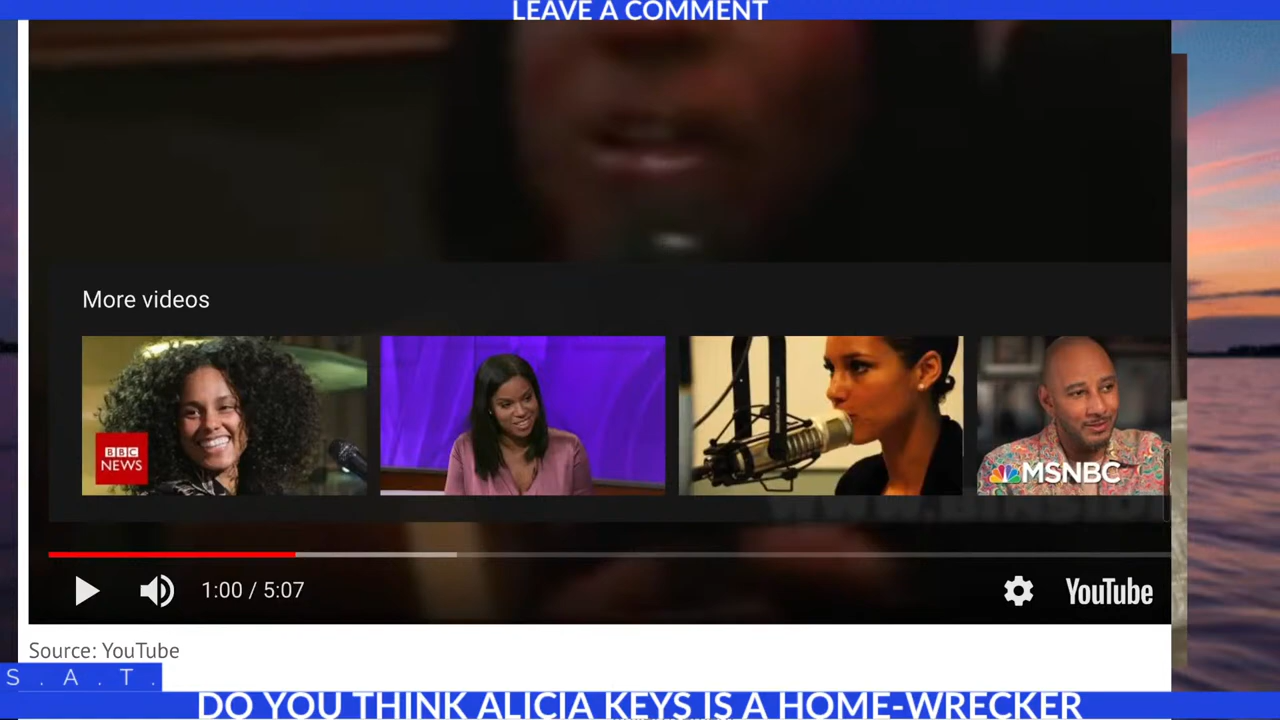 LEAVE A COMMENT
More videos
BBC
NEWS
MSNBC
1:00 / 5:07
YouTube
Source: YouTube
S . A . T .
DO YOU THINK ALICIA KEYS IS A HOME-WRECKER